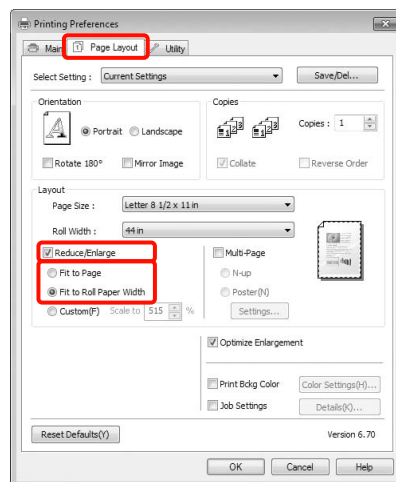 Printing Preferences
Main Page Layout Utility
Select Setting : Current Settings Save/Del...
Orientation Copies
Portrait Landscape Copies : 1
Rotate 180° Mirror Image Collate Reverse Order
Layout
Page Size : Letter 8 1/2 x 11 in
Roll Width : 44 in
Reduce/Enlarge Multi-Page
Fit to Page N-up
Fit to Roll Paper Width Poster(N)
Custom(F) Scale to 515 % Settings...
Optimize Enlargement
Print Bckg Color Color Settings(H)...
Job Settings Details(K)...
Reset Defaults(Y) Version 6.70
OK Cancel Help